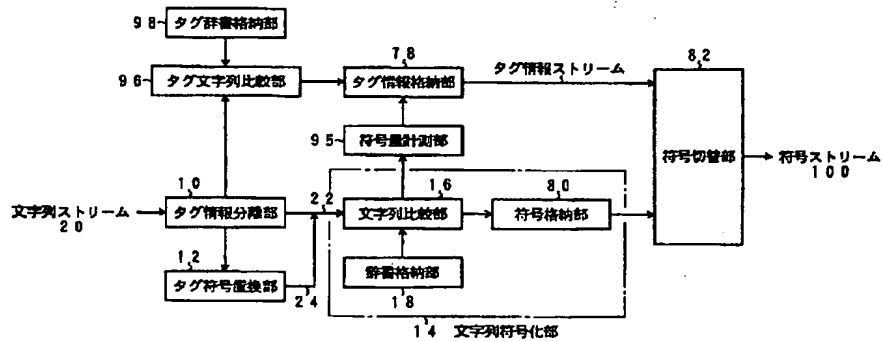 98
タグ辞書格納部
78
82
96
タグ文字列比較部
タグ情報格納部
タグ情報ストリーム
95
符号量計測部
符号切替部
符号ストリーム
100
10
22
16
80
文字列ストリーム
20
タグ情報分離部
文字列比較部
符号格納部
12
タグ符号置換部
24
辞書格納部
18
14 文字列符号化部